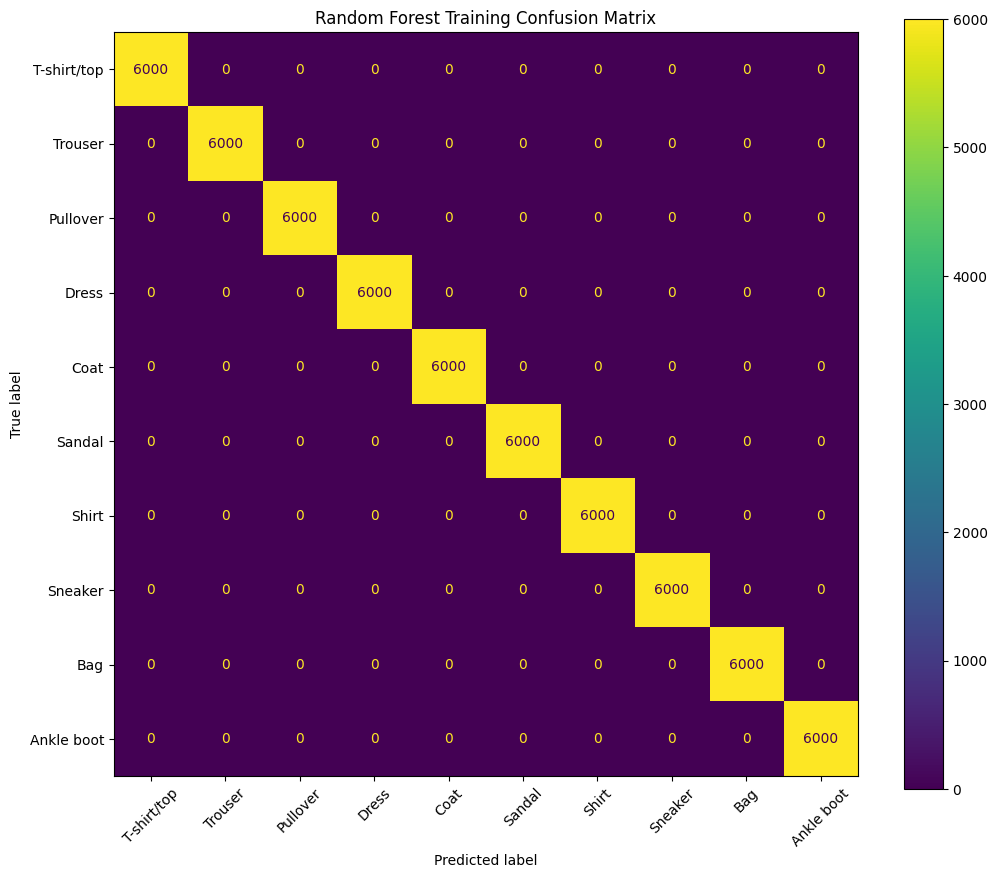 Random Forest Training Confusion Matrix
T-shirt/top 6000 0 0 0 0 0 0 0 0 0
Trouser 0 6000 0 0 0 0 0 0 0 0
Pullover 0 0 6000 0 0 0 0 0 0 0
Dress 0 0 0 6000 0 0 0 0 0 0
Coat 0 0 0 0 6000 0 0 0 0 0
Sandal 0 0 0 0 0 6000 0 0 0 0
Shirt 0 0 0 0 0 0 6000 0 0 0
Sneaker 0 0 0 0 0 0 0 6000 0 0
Bag 0 0 0 0 0 0 0 0 6000 0
Ankle boot 0 0 0 0 0 0 0 0 0 6000
True label
T-shirt/top Trouser Pullover Dress Coat Sandal Shirt Sneaker Bag Ankle boot
Predicted label
6000
5000
4000
3000
2000
1000
0